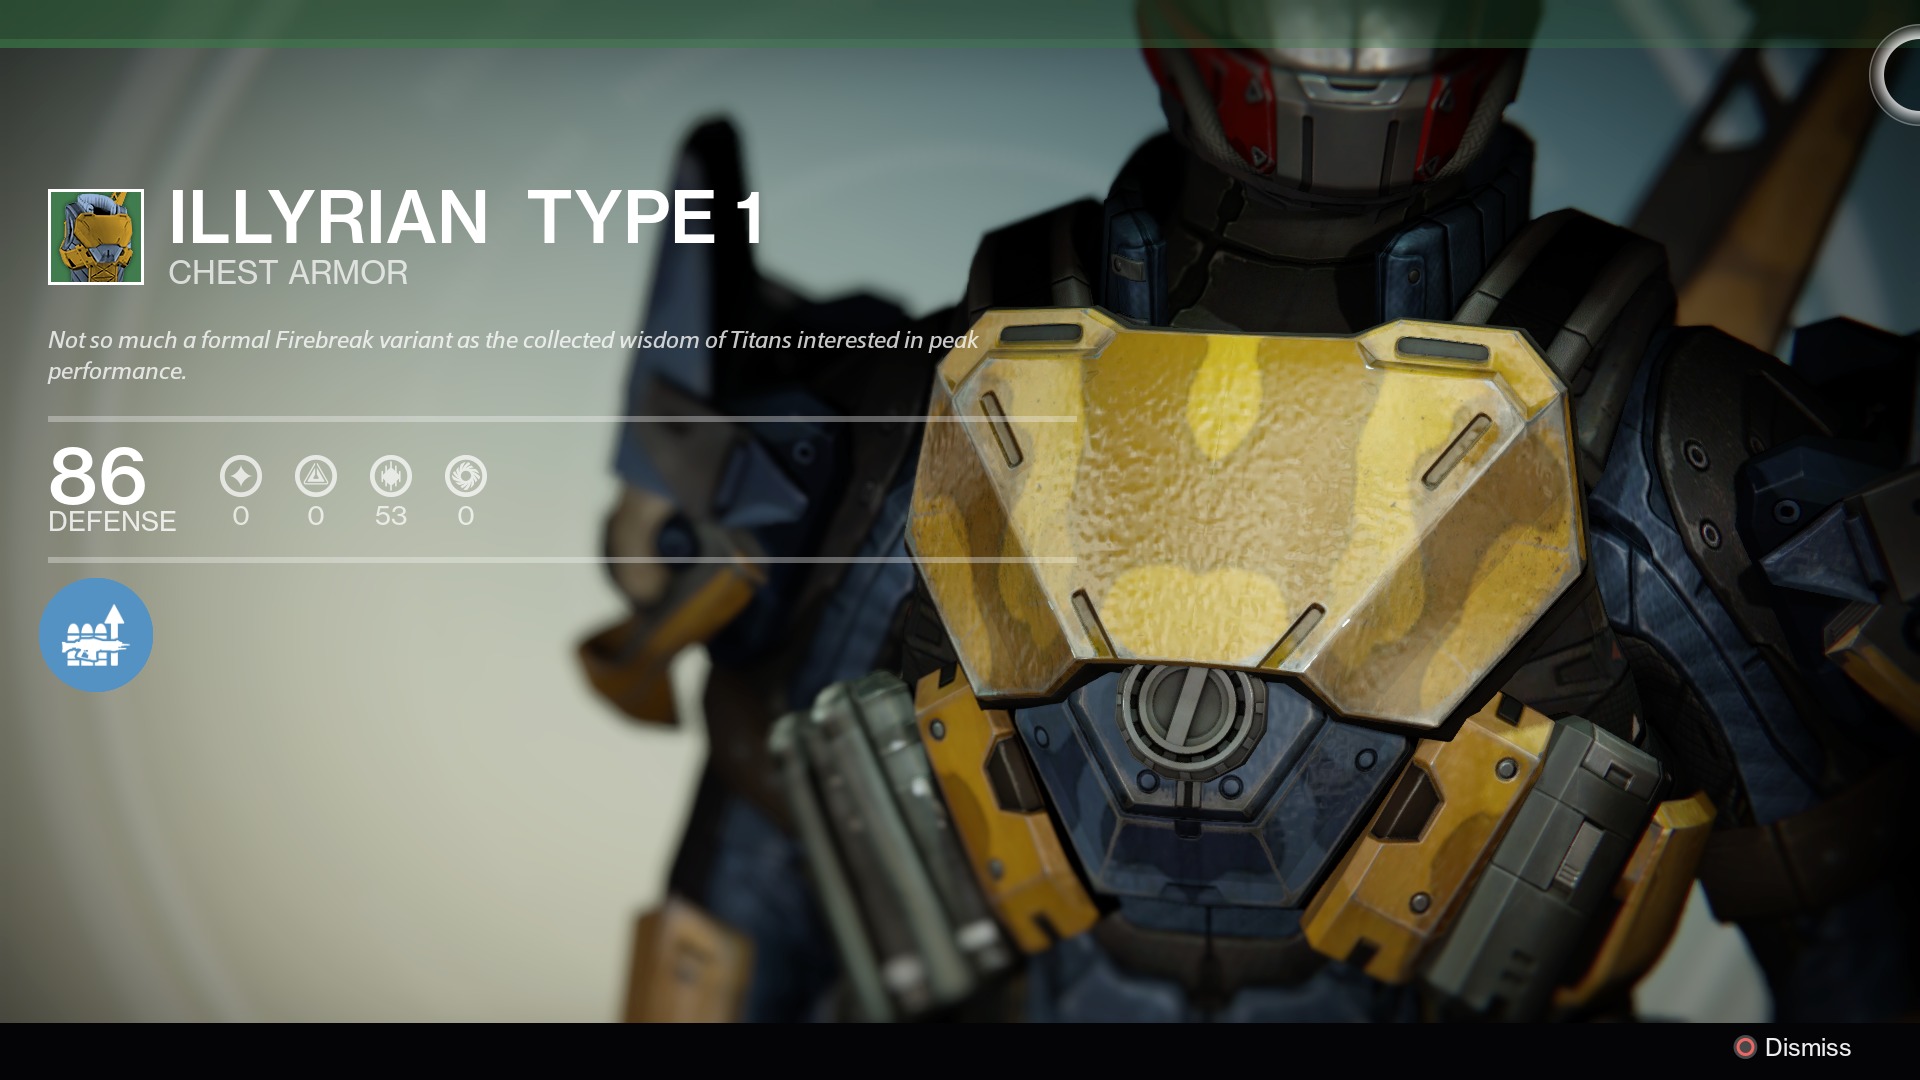 ILLYRIAN TYPE 1
CHEST ARMOR
Not so much a formal Firebreak variant as the collected wisdom of Titans interested in peak
performance.
86
DEFENSE
0 0 53 0
Dismiss